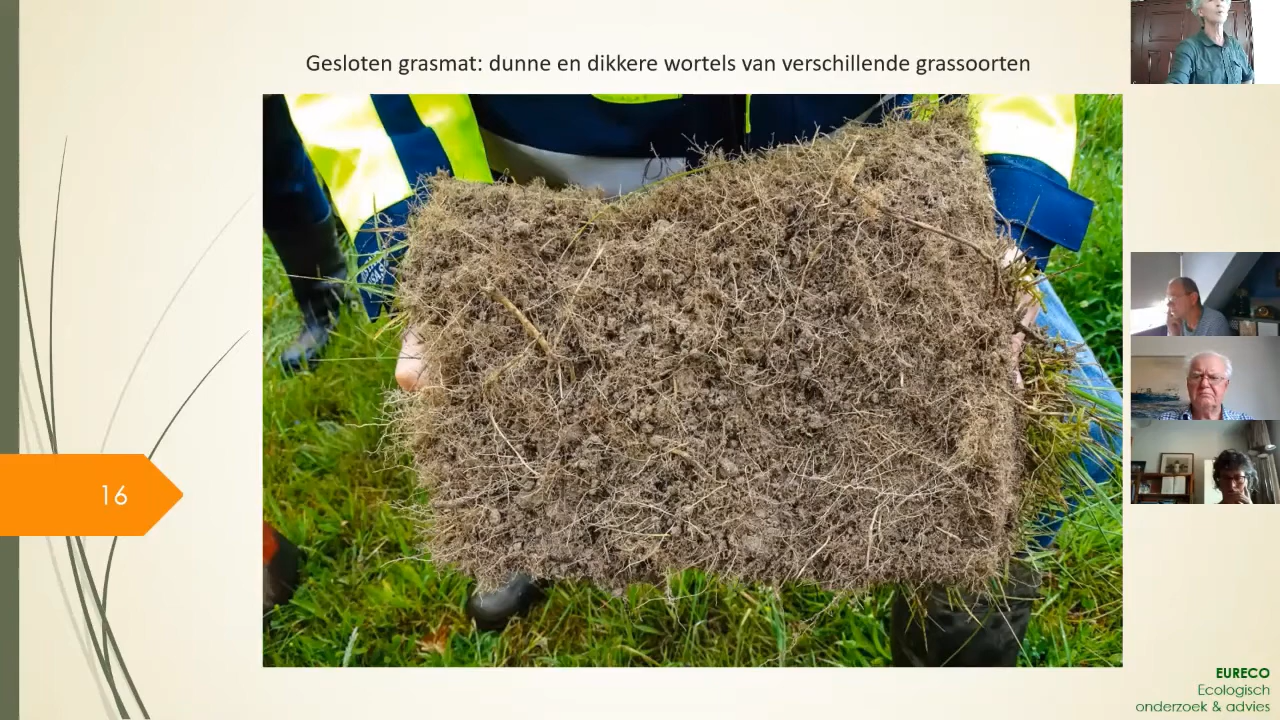 Gesloten grasmat: dunne en dikkere wortels van verschillende grassoorten
16
EURECO
Ecologisch
onderzoek & advies